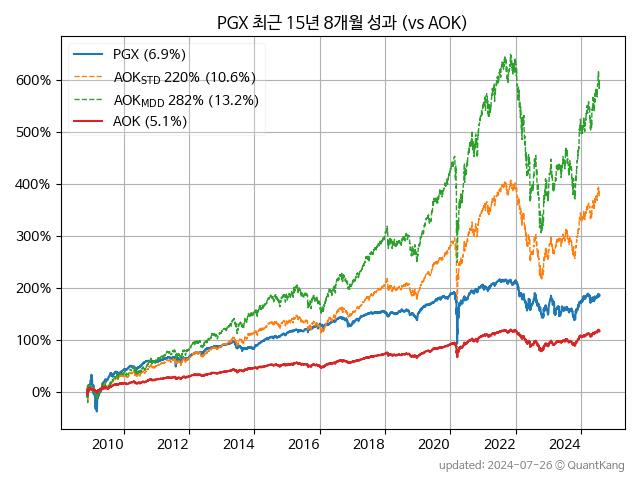 PGX 최근 15년 8개월 성과 (vs AOK)
PGX (6.9%)
AOKSTD 220% (10.6%)
AOKMDD 282% (13.2%)
AOK (5.1%)
600%
500%
400%
300%
200%
100%
0%
2010 2012 2014 2016 2018 2020 2022 2024
updated: 2024-07-26 © QuantKang